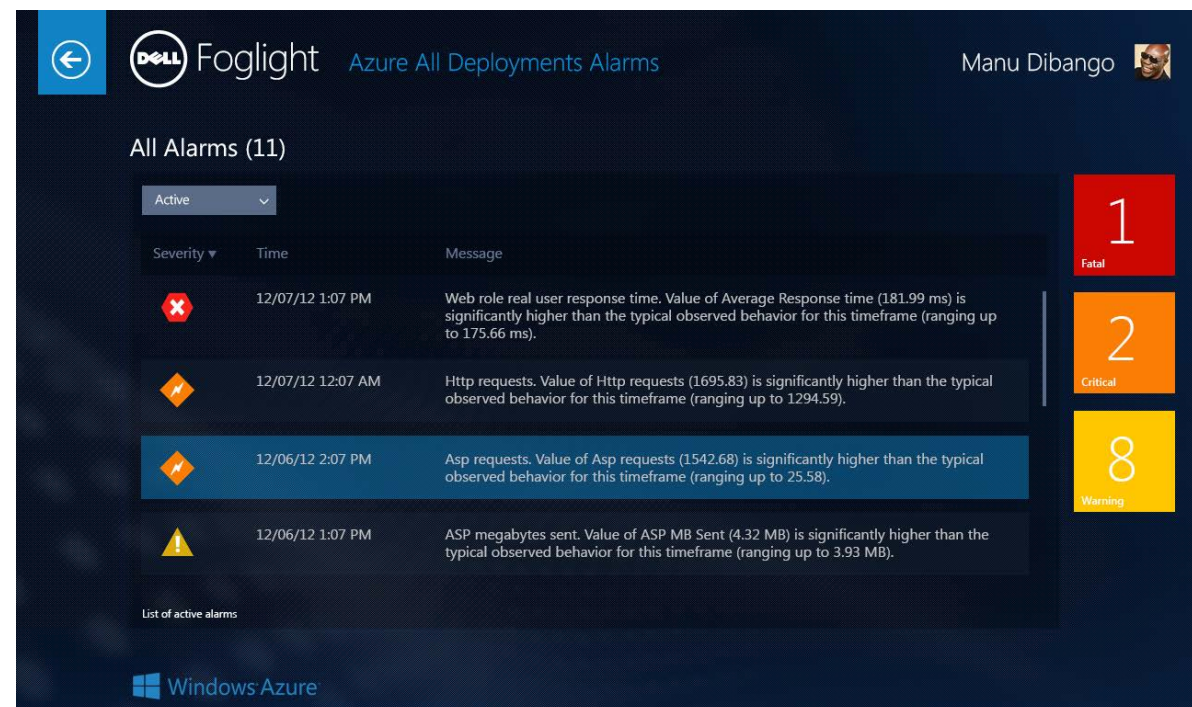 DELL Foglight Azure All Deployments Alarms Manu Dibango
All Alarms (11)
Active
Severity ▼ Time Message
12/07/12 1:07 PM Web role real user response time. Value of Average Response time (181.99 ms) is
significantly higher than the typical observed behavior for this timeframe (ranging up
to 175.66 ms).
12/07/12 12:07 AM Http requests. Value of Http requests (1695.83) is significantly higher than the typical
observed behavior for this timeframe (ranging up to 1294.59).
12/06/12 2:07 PM Asp requests. Value of Asp requests (1542.68) is significantly higher than the typical
observed behavior for this timeframe (ranging up to 25.58).
12/06/12 1:07 PM ASP megabytes sent. Value of ASP MB Sent (4.32 MB) is significantly higher than the
typical observed behavior for this timeframe (ranging up to 3.93 MB).
List of active alarms
1
Fatal
2
Critical
8
Warning
Windows Azure